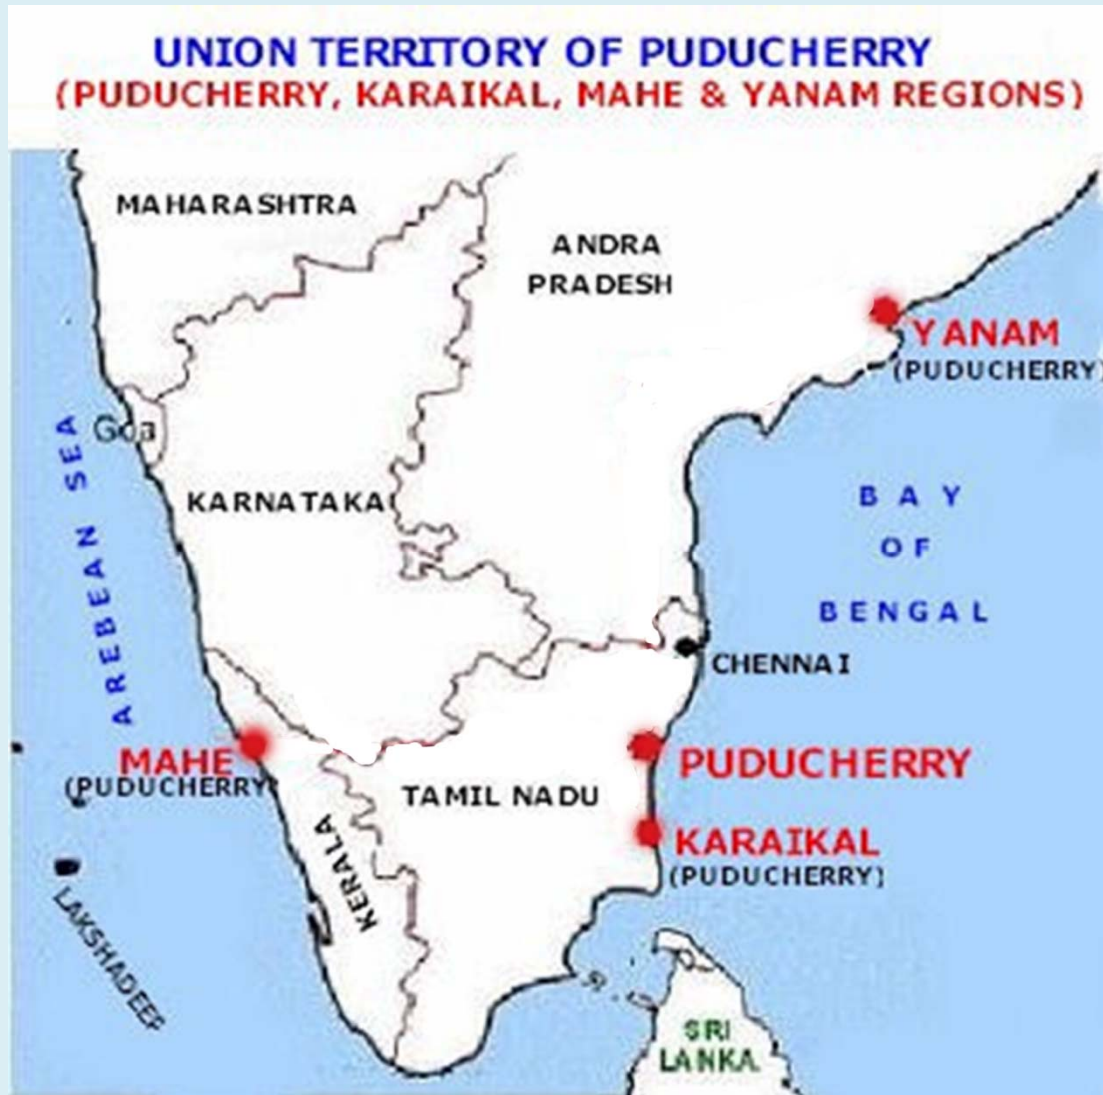 UNION TERRITORY OF PUDUCHERRY
(PUDUCHERRY, KARAIKAL, MAHE & YANAM REGIONS)
MAHARASHTRA
ANDRA
PRADESH
YANAM
(PUDUCHERRY)
Goa
AREBEAN SEA
KARNATAKA
BAY
OF
BENGAL
CHENNAI
MAHE
(PUDUCHERRY)
PUDUCHERRY
TAMIL NADU
KARAIKAL
(PUDUCHERRY)
KERALA
LAKSHADEEP
SRI
LANKA